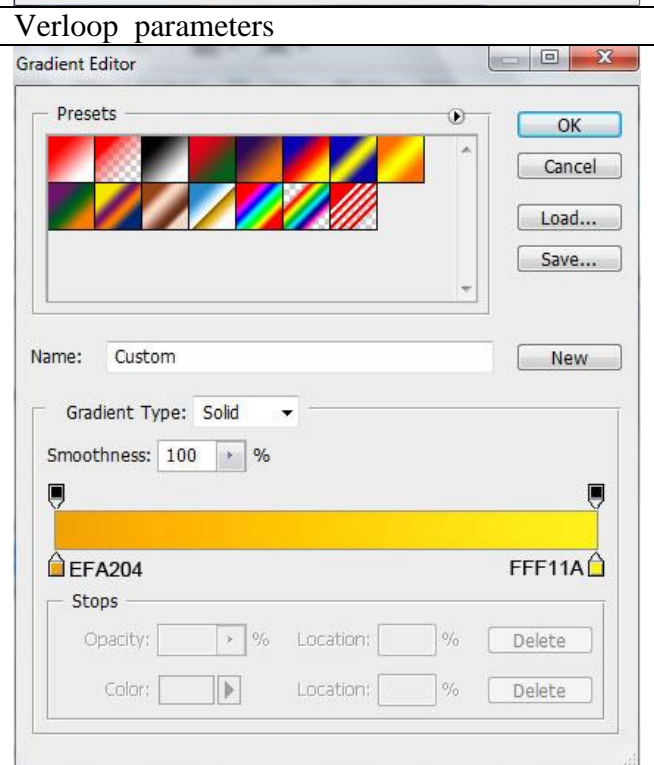 Verloop parameters
Gradient Editor
Presets
OK
Cancel
Load...
Save...
Name: Custom
New
Gradient Type: Solid
Smoothness: 100 %
EFA204 FFF11A
Stops
Opacity: % Location: % Delete
Color: Location: % Delete